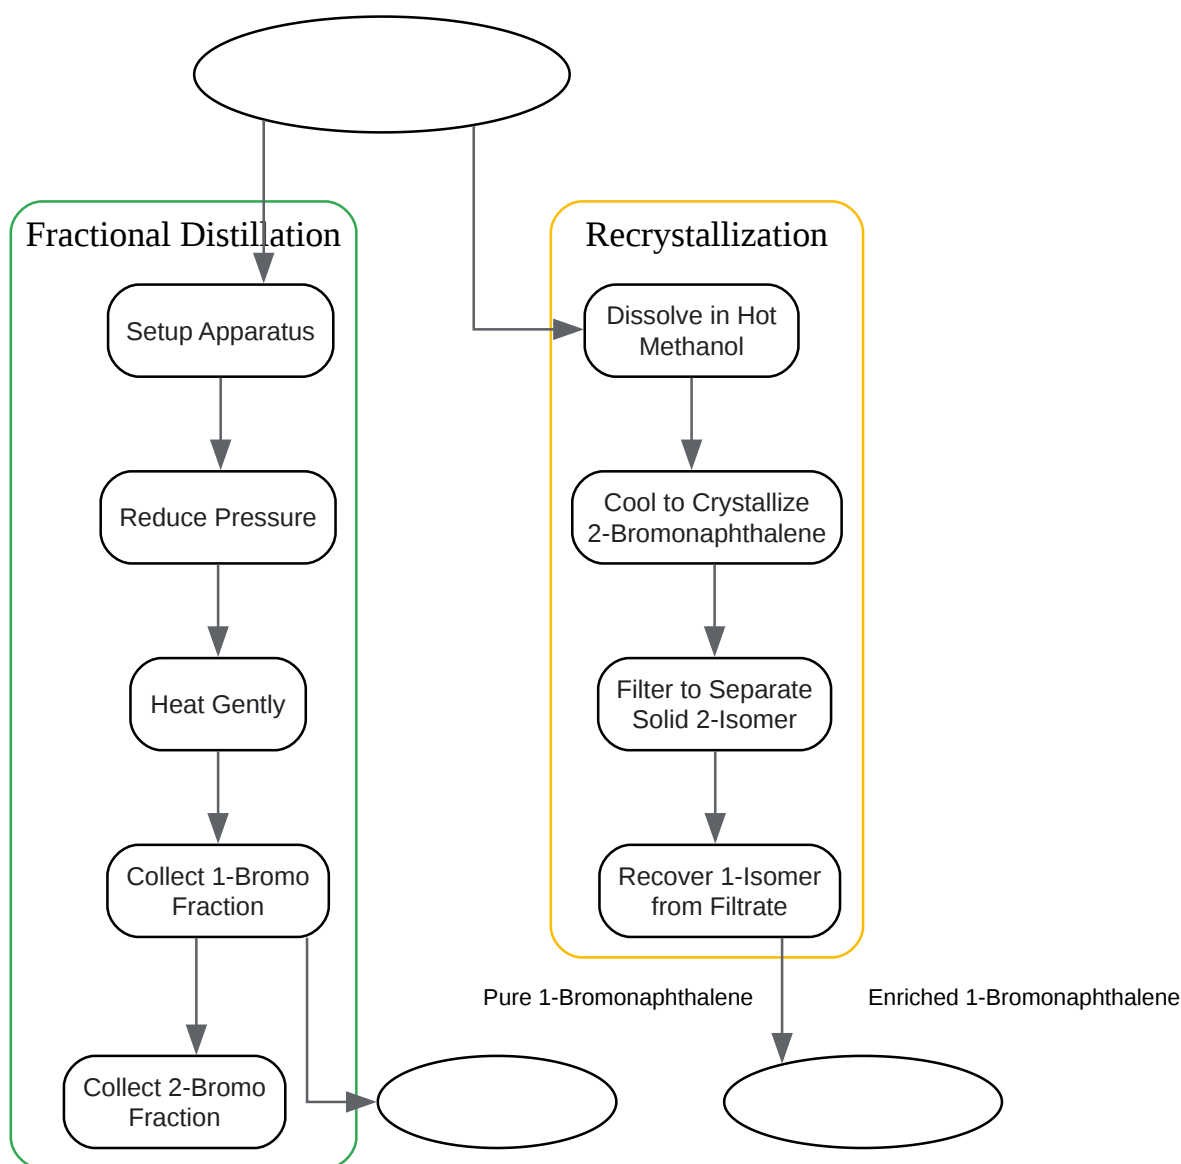 Fractional Distillation
Setup Apparatus
Reduce Pressure
Heat Gently
Collect 1-Bromo
Fraction
Collect 2-Bromo
Fraction
Recrystallization
Dissolve in Hot
Methanol
Cool to Crystallize
2-Bromonaphthalene
Filter to Separate
Solid 2-Isomer
Recover 1-Isomer
from Filtrate
Pure 1-Bromonaphthalene
Enriched 1-Bromonaphthalene